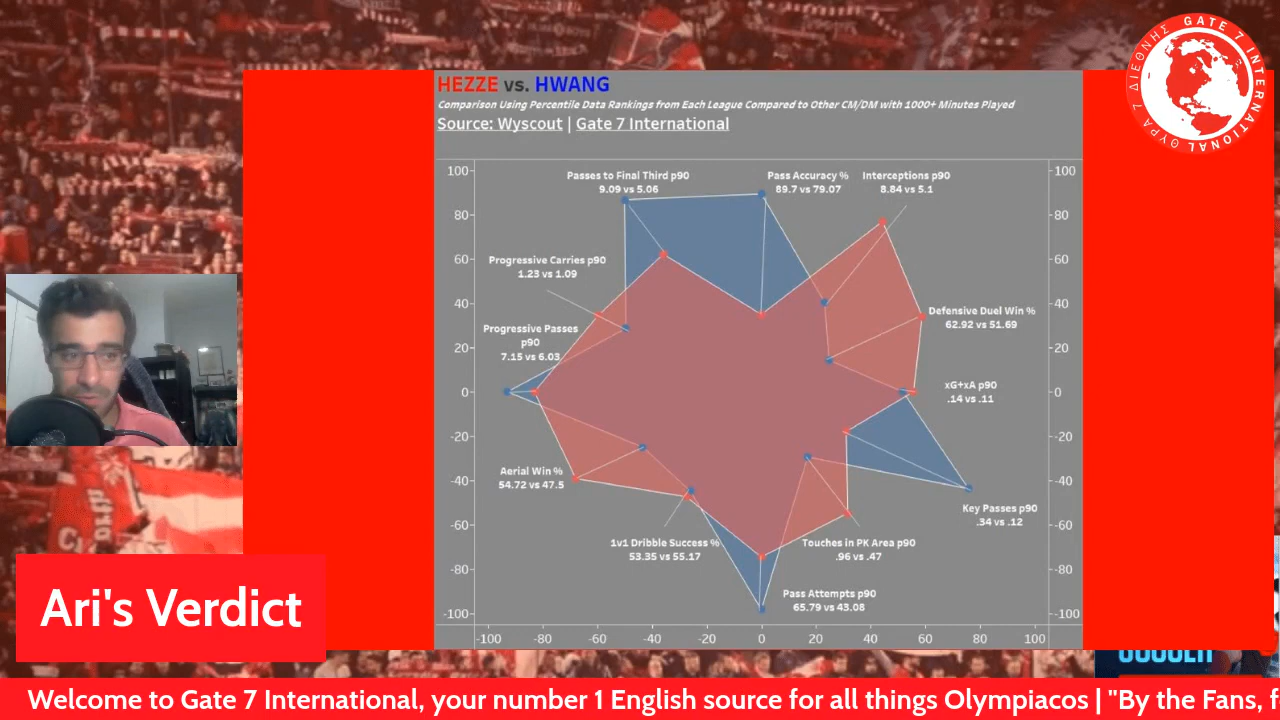 HEZZE vs. HWANG
Comparison Using Percentile Data Rankings from Each League Compared to Other CM/DM with 1000+ Minutes Played
Source: Wyscout | Gate 7 International
Passes to Final Third p90
9.09 vs 5.06
Pass Accuracy %
89.7 vs 79.07
Interceptions p90
8.84 vs 5.1
Progressive Carries p90
1.23 vs 1.09
Defensive Duel Win %
62.92 vs 51.69
Progressive Passes
p90
7.15 vs 6.03
xG+xA p90
.14 vs .11
Aerial Win %
54.72 vs 47.5
Key Passes p90
.34 vs .12
1v1 Dribble Success %
53.35 vs 55.17
Touches in PK Area p90
.96 vs .47
Pass Attempts p90
65.79 vs 43.08
100
80
60
40
20
0
-20
-40
-60
-80
-100
100
80
60
40
20
0
-20
-40
-60
-80
-100
-100 -80 -60 -40 -20 0 20 40 60 80 100
GATE 7 INTERNATIONAL
ΘΥΡΑ 7 ΔΙΕΘΝΗΣ
Ari's Verdict
Welcome to Gate 7 International, your number 1 English source for all things Olympiacos | "By the Fans, f